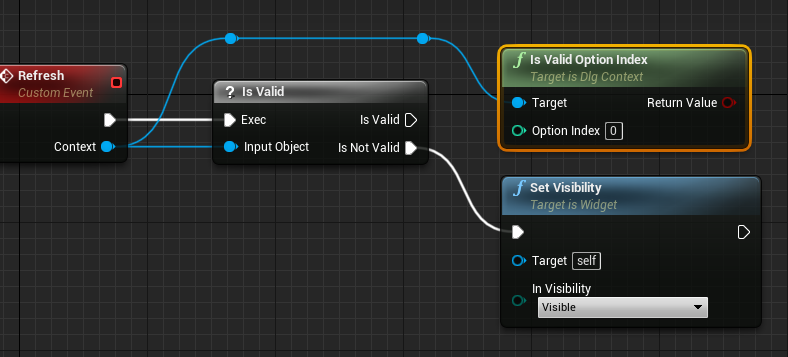 Refresh
Custom Event
Context
? Is Valid
Exec
Is Valid
Input Object
Is Not Valid
f Is Valid Option Index
Target is Dlg Context
Target
Return Value
Option Index 0
f Set Visibility
Target is Widget
Target self
In Visibility
Visible